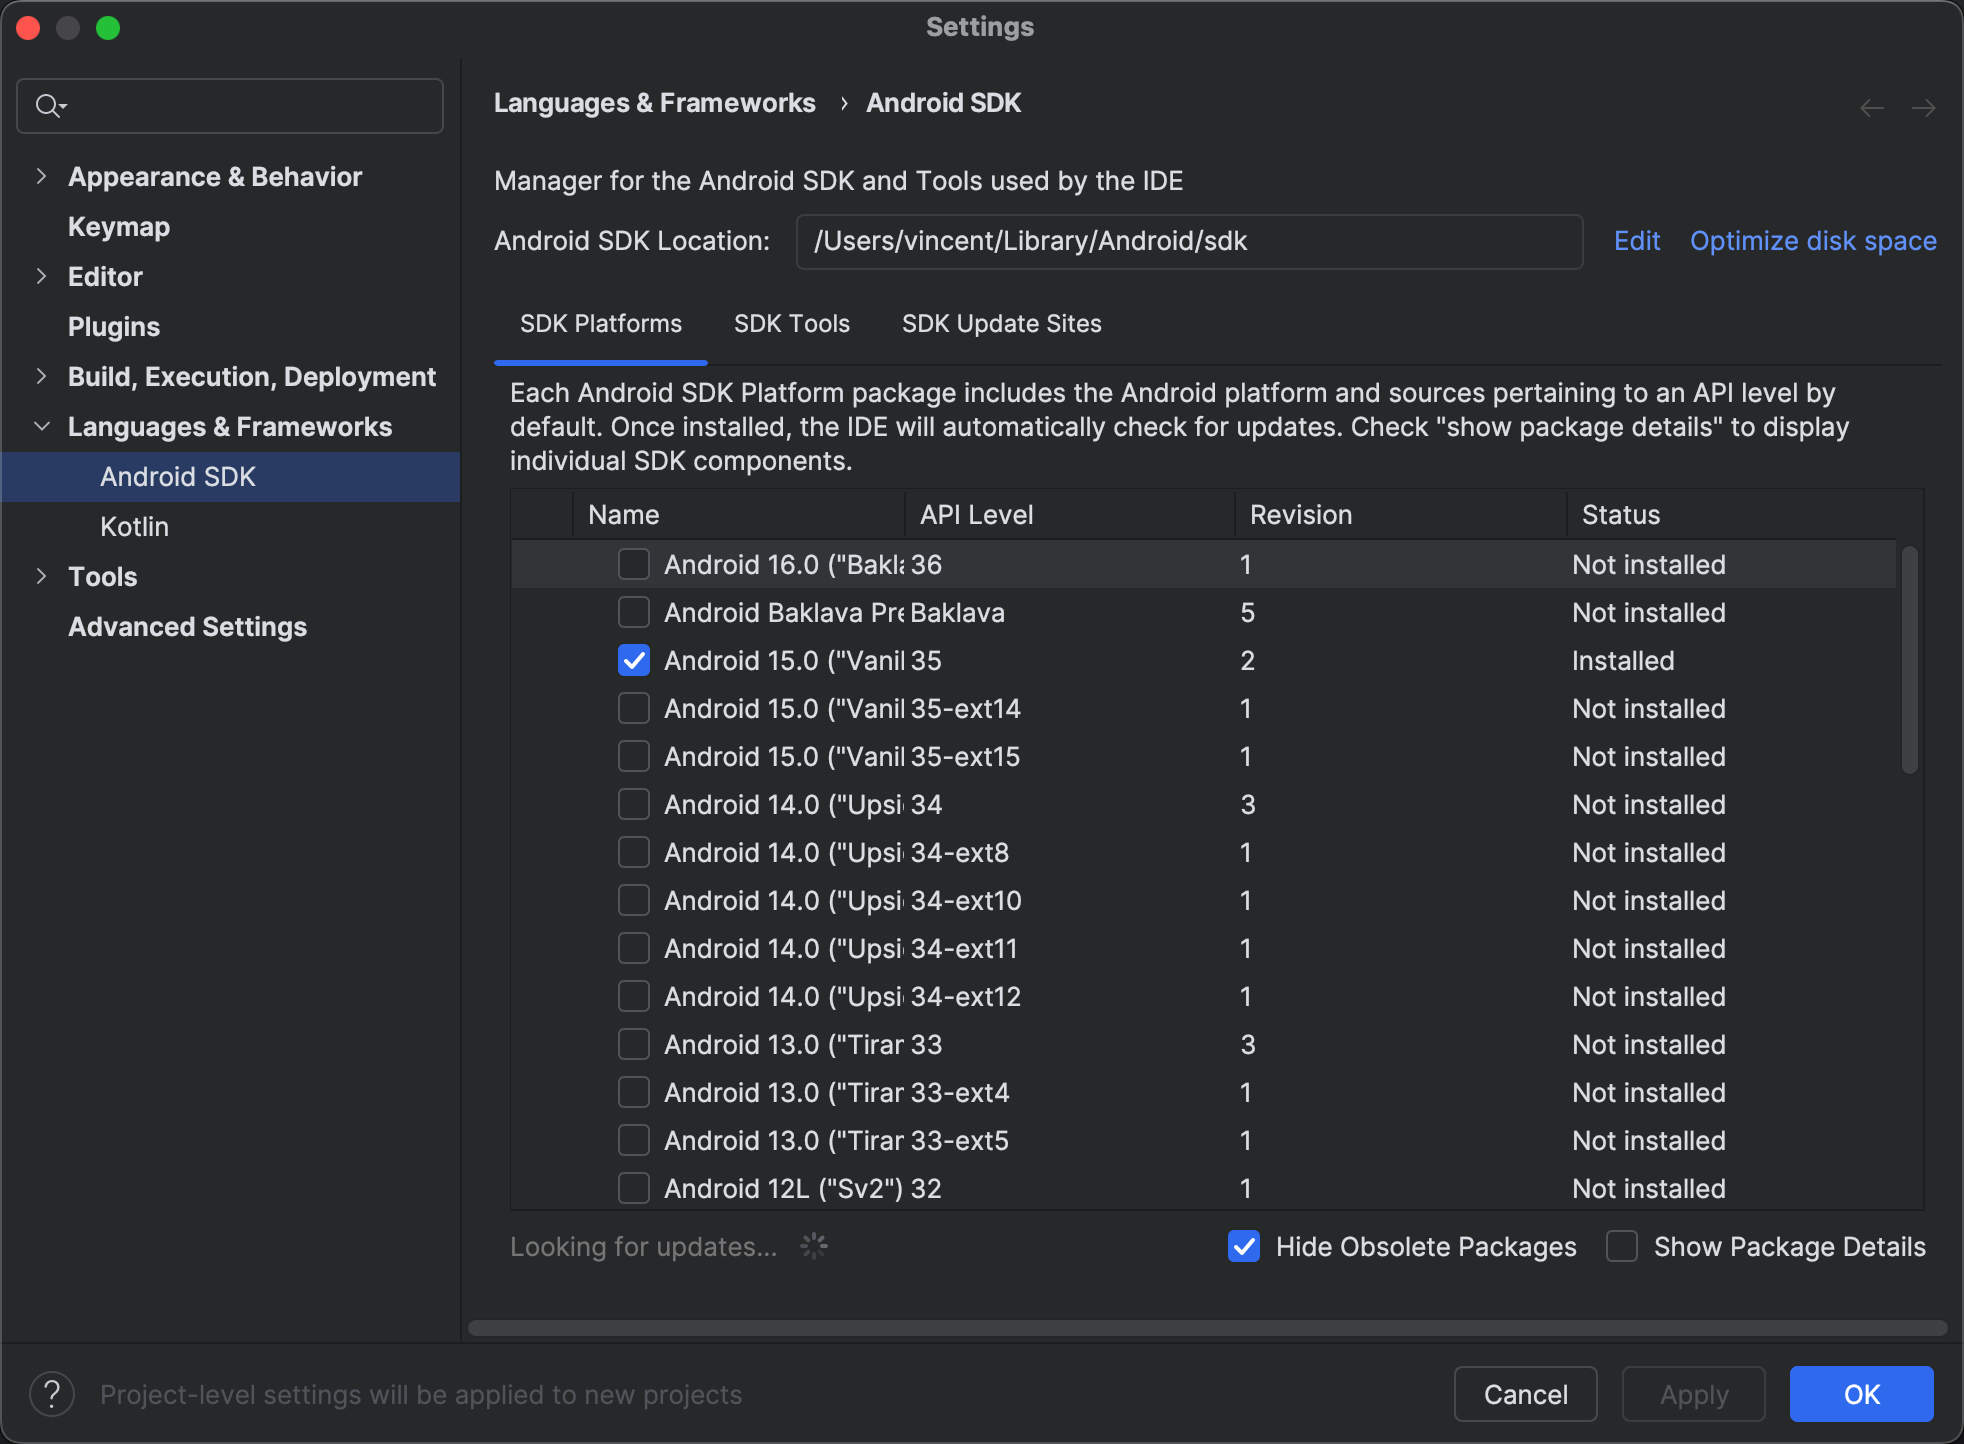 Settings
Appearance & Behavior
Keymap
Editor
Plugins
Build, Execution, Deployment
Languages & Frameworks
Android SDK
Kotlin
Tools
Advanced Settings
Languages & Frameworks › Android SDK
Manager for the Android SDK and Tools used by the IDE
Android SDK Location: /Users/vincent/Library/Android/sdk Edit Optimize disk space
SDK Platforms SDK Tools SDK Update Sites
Each Android SDK Platform package includes the Android platform and sources pertaining to an API level by
default. Once installed, the IDE will automatically check for updates. Check "show package details" to display
individual SDK components.
Name API Level Revision Status
Android 16.0 ("Bakla 36 1 Not installed
Android Baklava Pre Baklava 5 Not installed
Android 15.0 ("Vanil 35 2 Installed
Android 15.0 ("Vanil 35-ext14 1 Not installed
Android 15.0 ("Vanil 35-ext15 1 Not installed
Android 14.0 ("Upsi 34 3 Not installed
Android 14.0 ("Upsi 34-ext8 1 Not installed
Android 14.0 ("Upsi 34-ext10 1 Not installed
Android 14.0 ("Upsi 34-ext11 1 Not installed
Android 14.0 ("Upsi 34-ext12 1 Not installed
Android 13.0 ("Tirar 33 3 Not installed
Android 13.0 ("Tirar 33-ext4 1 Not installed
Android 13.0 ("Tirar 33-ext5 1 Not installed
Android 12L ("Sv2") 32 1 Not installed
Looking for updates... Hide Obsolete Packages Show Package Details
? Project-level settings will be applied to new projects Cancel Apply OK